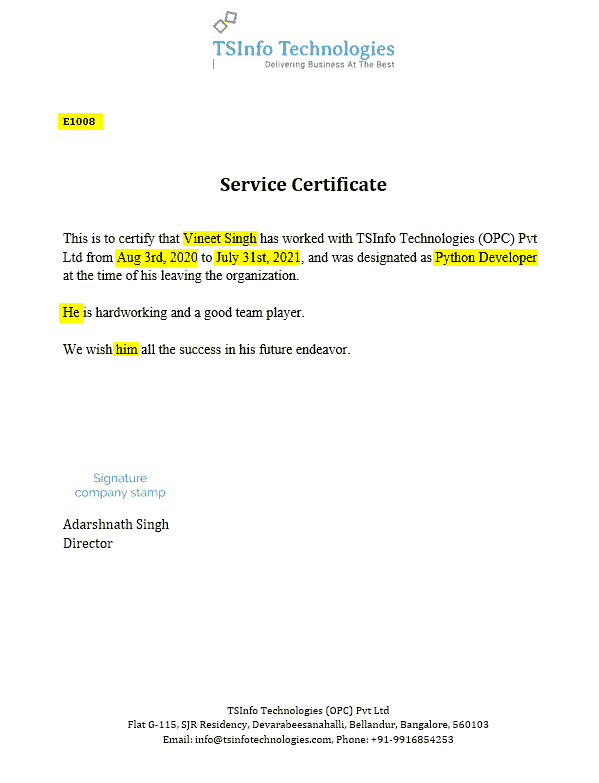 TSInfo Technologies
Delivering Business At The Best
E1008
Service Certificate
This is to certify that Vineet Singh has worked with TSInfo Technologies (OPC) Pvt
Ltd from Aug 3rd, 2020 to July 31st, 2021, and was designated as Python Developer
at the time of his leaving the organization.
He is hardworking and a good team player.
We wish him all the success in his future endeavor.
Signature
company stamp
Adarshnath Singh
Director
TSInfo Technologies (OPC) Pvt Ltd
Flat G-115, SJR Residency, Devarabeesanahalli, Bellandur, Bangalore, 560103
Email: info@tsinfotechnologies.com, Phone: +91-9916854253